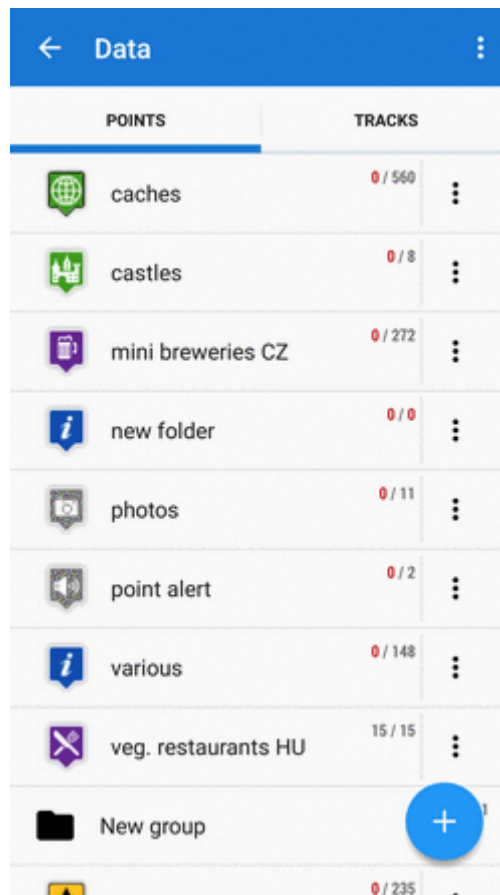 Data
POINTS TRACKS
caches 0 / 560
castles 0 / 8
mini breweries CZ 0 / 272
new folder 0 / 0
photos 0 / 11
point alert 0 / 2
various 0 / 148
veg. restaurants HU 15 / 15
New group 1
0 / 235